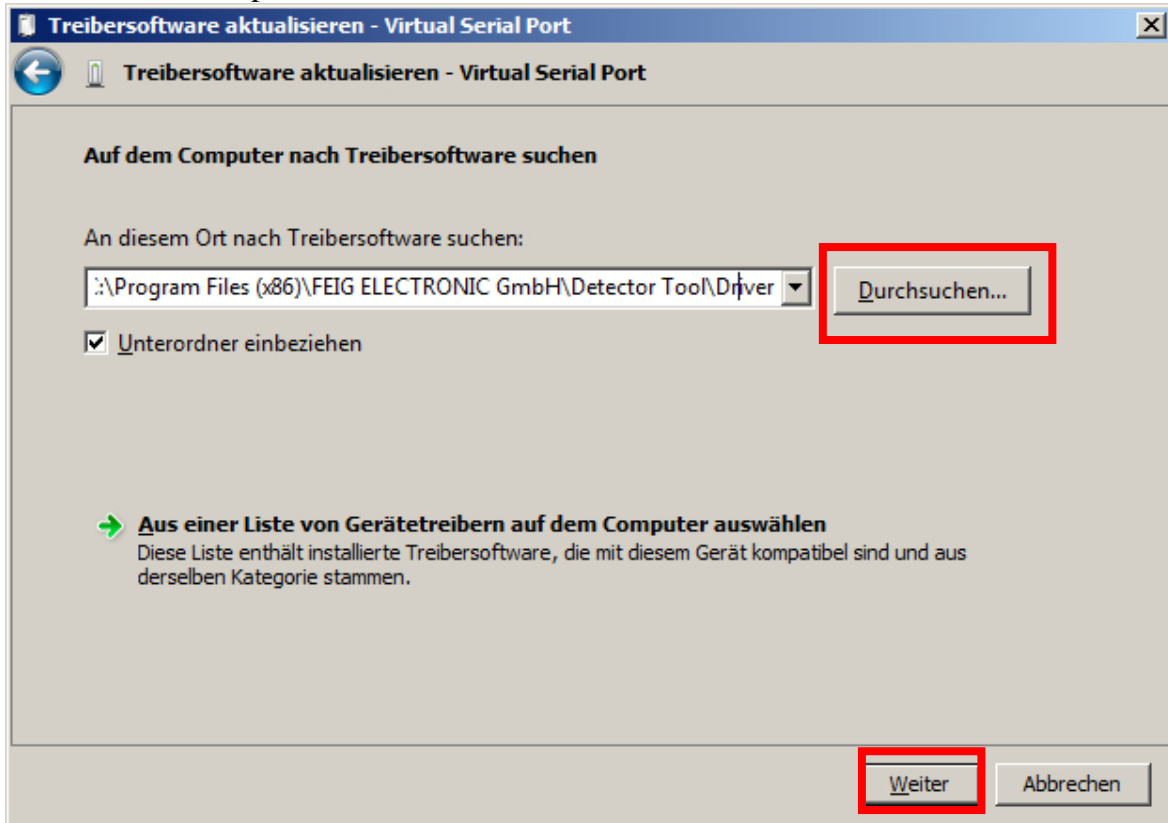 Treibersoftware aktualisieren - Virtual Serial Port
Treibersoftware aktualisieren - Virtual Serial Port
Auf dem Computer nach Treibersoftware suchen
An diesem Ort nach Treibersoftware suchen:
:\Program Files (x86)\FEIG ELECTRONIC GmbH\Detector Tool\Driver
Durchsuchen...
Unterordner einbeziehen
Aus einer Liste von Gerätetreibern auf dem Computer auswählen
Diese Liste enthält installierte Treibersoftware, die mit diesem Gerät kompatibel sind und aus
derselben Kategorie stammen.
Weiter
Abbrechen